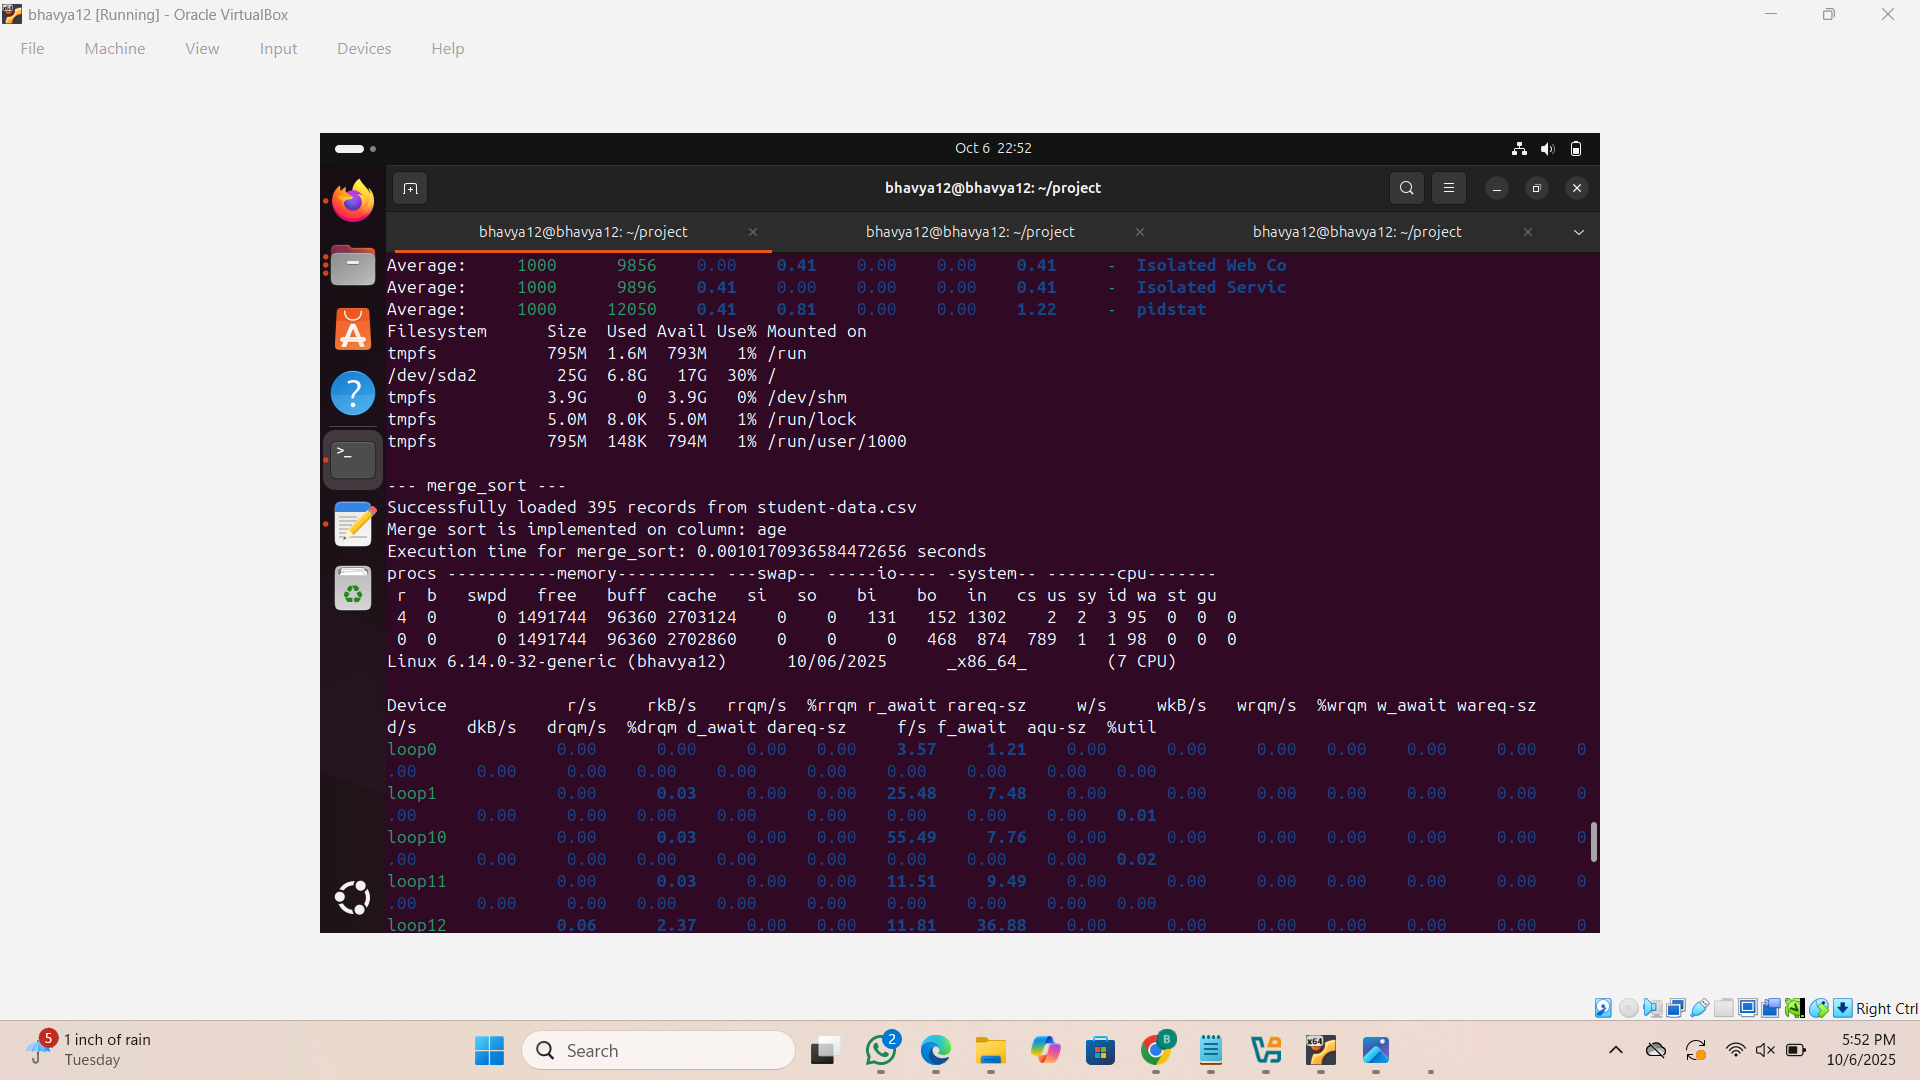 bhavya12 [Running] - Oracle VirtualBox
File Machine View Input Devices Help
Oct 6 22:52
bhavya12@bhavya12: ~/project
bhavya12@bhavya12: ~/project bhavya12@bhavya12: ~/project bhavya12@bhavya12: ~/project
Average: 1000 9856 0.00 0.41 0.00 0.00 0.41 - Isolated Web Co
Average: 1000 9896 0.41 0.00 0.00 0.00 0.41 - Isolated Servic
Average: 1000 12050 0.41 0.81 0.00 0.00 1.22 - pidstat
Filesystem Size Used Avail Use% Mounted on
tmpfs 795M 1.6M 793M 1% /run
/dev/sda2 25G 6.8G 17G 30% /
tmpfs 3.9G 0 3.9G 0% /dev/shm
tmpfs 5.0M 8.0K 5.0M 1% /run/lock
tmpfs 795M 148K 794M 1% /run/user/1000
--- merge_sort ---
Successfully loaded 395 records from student-data.csv
Merge sort is implemented on column: age
Execution time for merge_sort: 0.0010170936584472656 seconds
procs -----------memory---------- ---swap-- -----io---- -system-- -------cpu-------
r b swpd free buff cache si so bi bo in cs us sy id wa st gu
4 0 0 1491744 96360 2703124 0 0 131 152 1302 2 2 3 95 0 0 0
0 0 0 1491744 96360 2702860 0 0 0 468 874 789 1 1 98 0 0 0
Linux 6.14.0-32-generic (bhavya12) 10/06/2025 _x86_64_ (7 CPU)
Device r/s rkB/s rrqm/s %rrqm r_await rareq-sz w/s wkB/s wrqm/s %wrqm w_await wareq-sz
d/s dkB/s drqm/s %drqm d_await dareq-sz f/s f_await aqu-sz %util
loop0 0.00 0.00 0.00 0.00 3.57 1.21 0.00 0.00 0.00 0.00 0.00 0.00 0
.00 0.00 0.00 0.00 0.00 0.00 0.00 0.00 0.00 0.00
loop1 0.00 0.03 0.00 0.00 25.48 7.48 0.00 0.00 0.00 0.00 0.00 0.00 0
.00 0.00 0.00 0.00 0.00 0.00 0.00 0.00 0.00 0.01
loop10 0.00 0.03 0.00 0.00 55.49 7.76 0.00 0.00 0.00 0.00 0.00 0.00 0
.00 0.00 0.00 0.00 0.00 0.00 0.00 0.00 0.00 0.02
loop11 0.00 0.03 0.00 0.00 11.51 9.49 0.00 0.00 0.00 0.00 0.00 0.00 0
.00 0.00 0.00 0.00 0.00 0.00 0.00 0.00 0.00 0.00
loop12 0.06 2.37 0.00 0.00 11.81 36.88 0.00 0.00 0.00 0.00 0.00 0.00 0
Right Ctrl
5
1 inch of rain
Tuesday
Search
2
B
x64
5:52 PM
10/6/2025